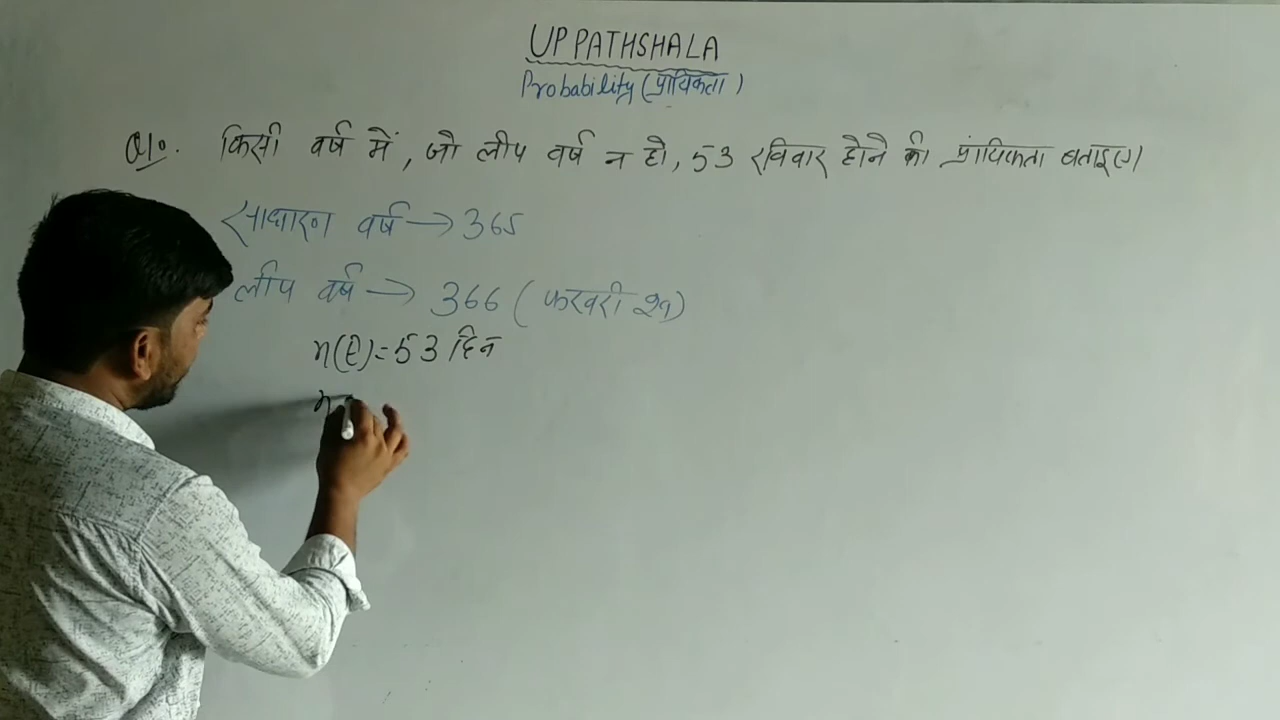 UP PATHSHALA
Probability (प्रायिकता)
Q1०. किसी वर्ष में, जो लीप वर्ष न हो, 53 रविवार होने की प्रायिकता बताइए।
साधारण वर्ष → 365
लीप वर्ष → 366 ( फरवरी 29)
n(E)=53 दिन
n